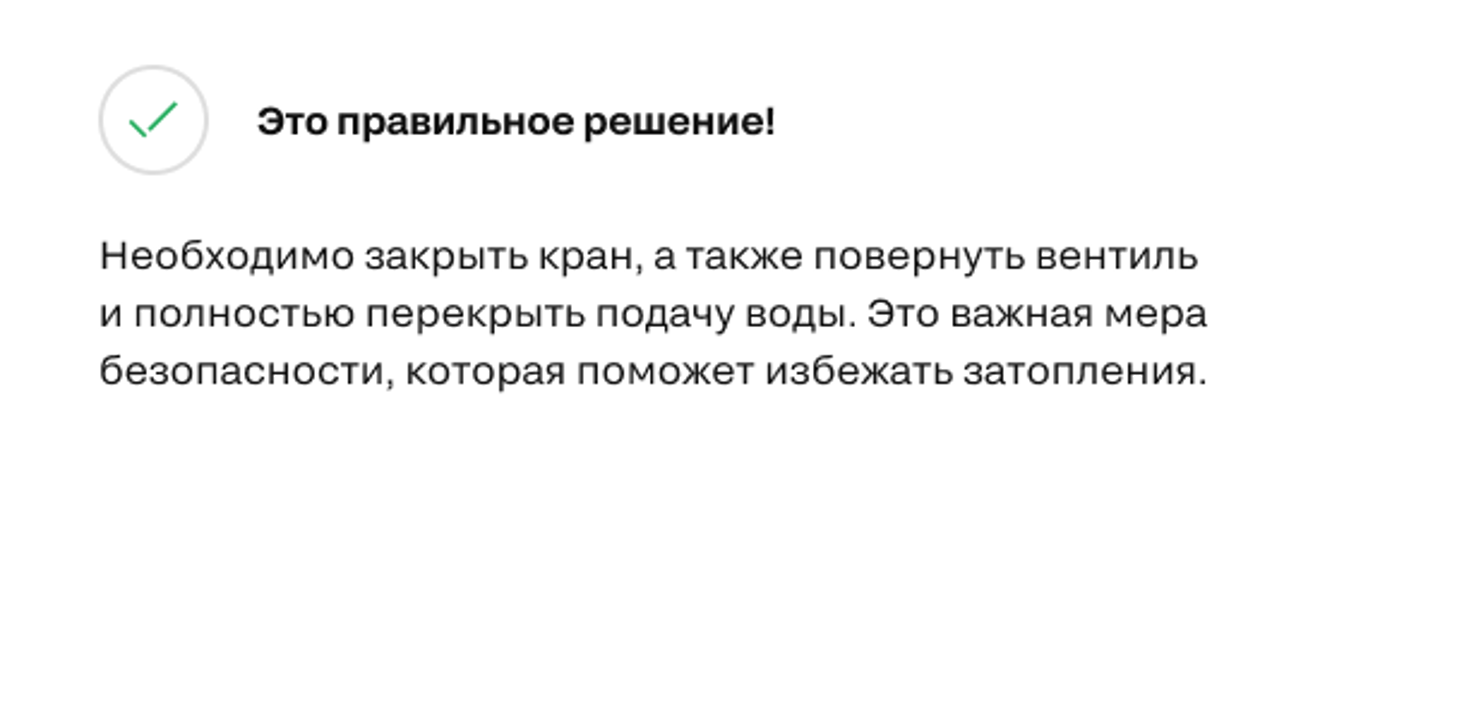 Это правильное решение!
Необходимо закрыть кран, а также повернуть вентиль
и полностью перекрыть подачу воды. Это важная мера
безопасности, которая поможет избежать затопления.